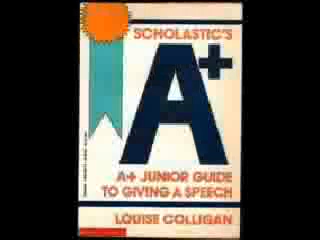 SCHOLASTIC'S
A+
A+ JUNIOR GUIDE
TO GIVING A SPEECH
LOUISE COLLIGAN